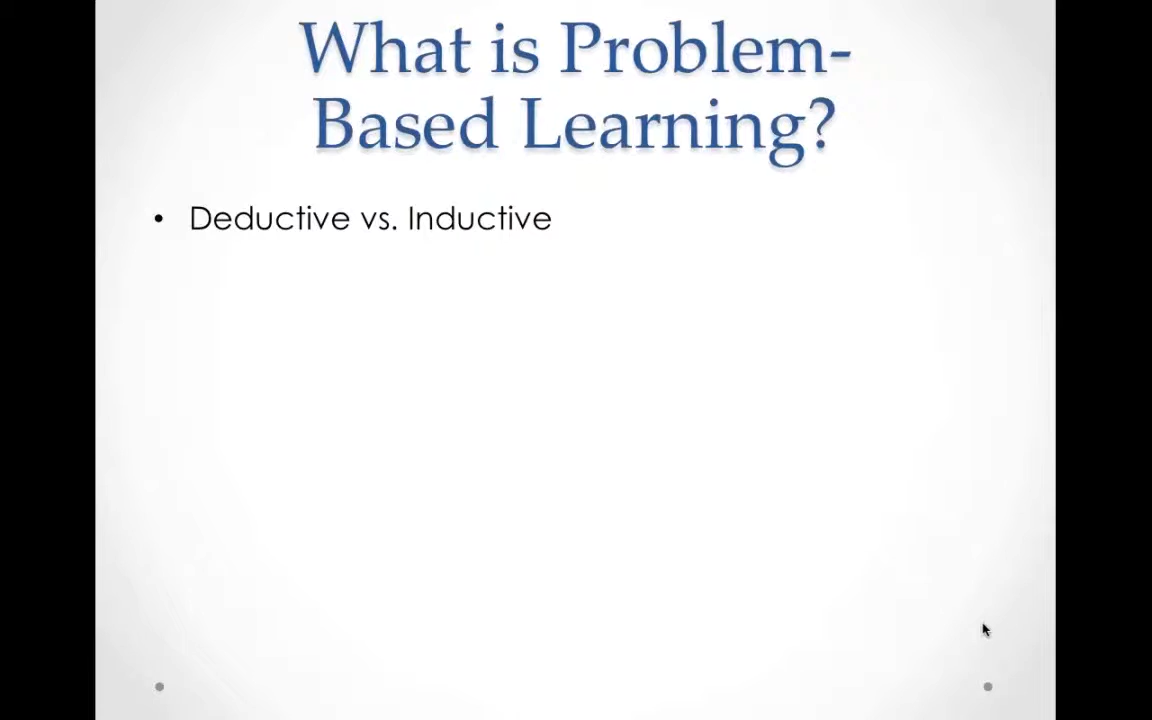 What is Problem-
Based Learning?
• Deductive vs. Inductive